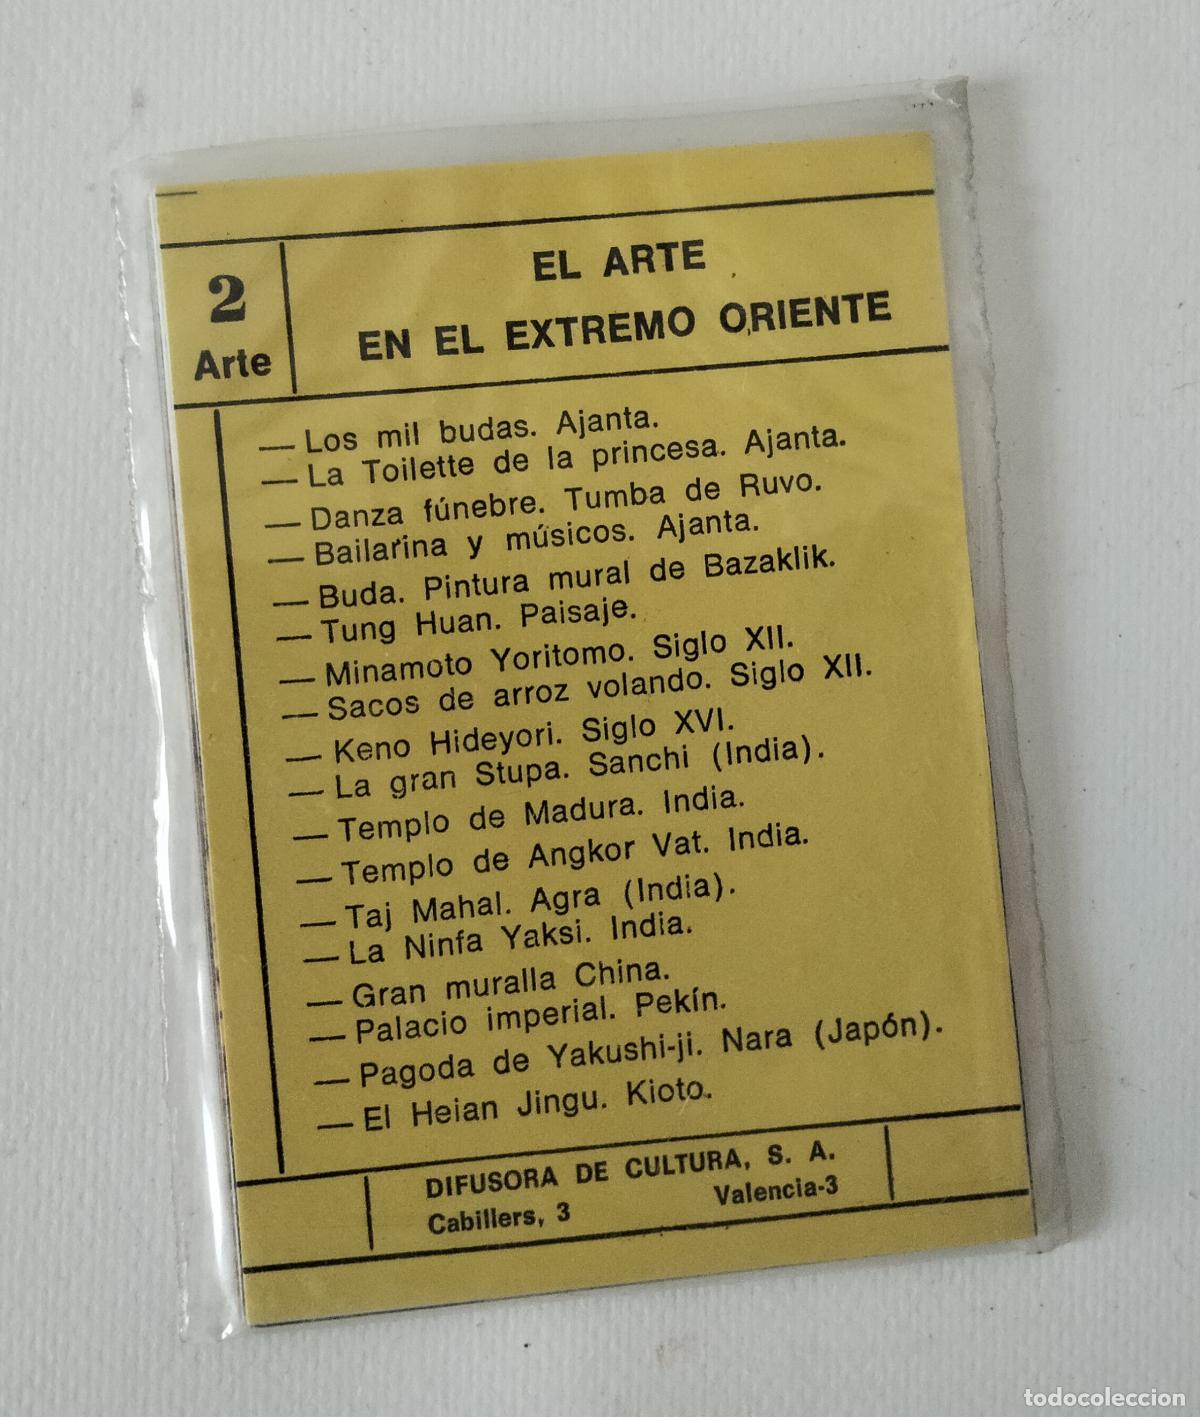 2
Arte
EL ARTE
EN EL EXTREMO ORIENTE
— Los mil budas. Ajanta.
— La Toilette de la princesa. Ajanta.
— Danza fúnebre. Tumba de Ruvo.
— Bailarina y músicos. Ajanta.
— Buda. Pintura mural de Bazaklik.
— Tung Huan. Paisaje.
— Minamoto Yoritomo. Siglo XII.
— Sacos de arroz volando. Siglo XII.
— Keno Hideyori. Siglo XVI.
— La gran Stupa. Sanchi (India).
— Templo de Madura. India.
— Templo de Angkor Vat. India.
— Taj Mahal. Agra (India).
— La Ninfa Yaksi. India.
— Gran muralla China.
— Palacio imperial. Pekín.
— Pagoda de Yakushi-ji. Nara (Japón).
— El Heian Jingu. Kioto.
DIFUSORA DE CULTURA, S. A.
Cabillers, 3 Valencia-3
todocoleccion